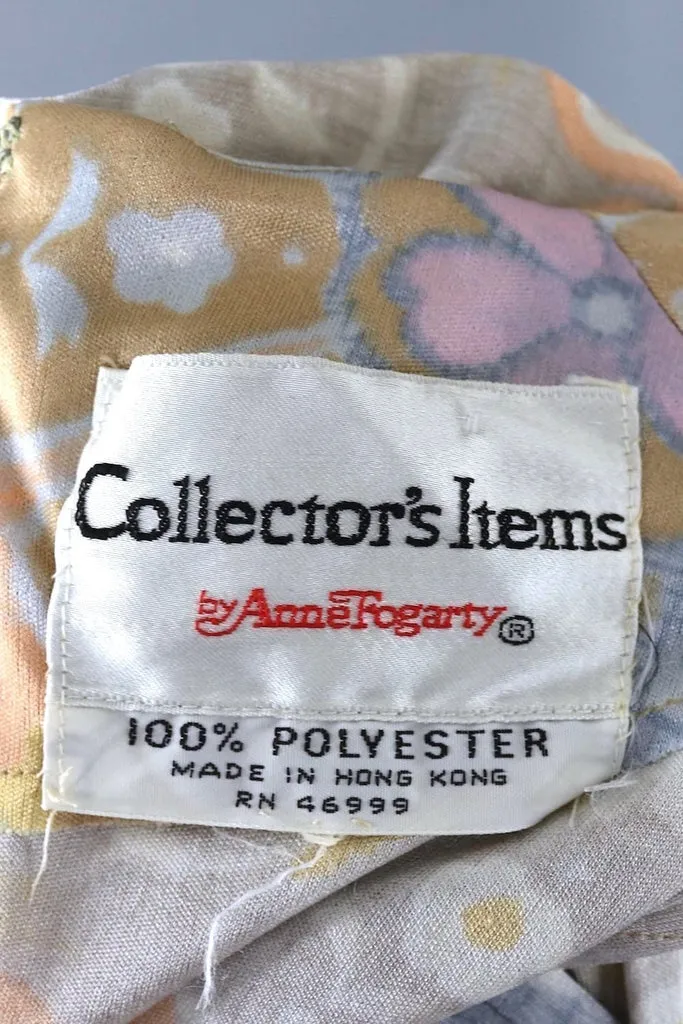 Collector's Items
by Anne Fogarty ®
100% POLYESTER
MADE IN HONG KONG
RN 46999